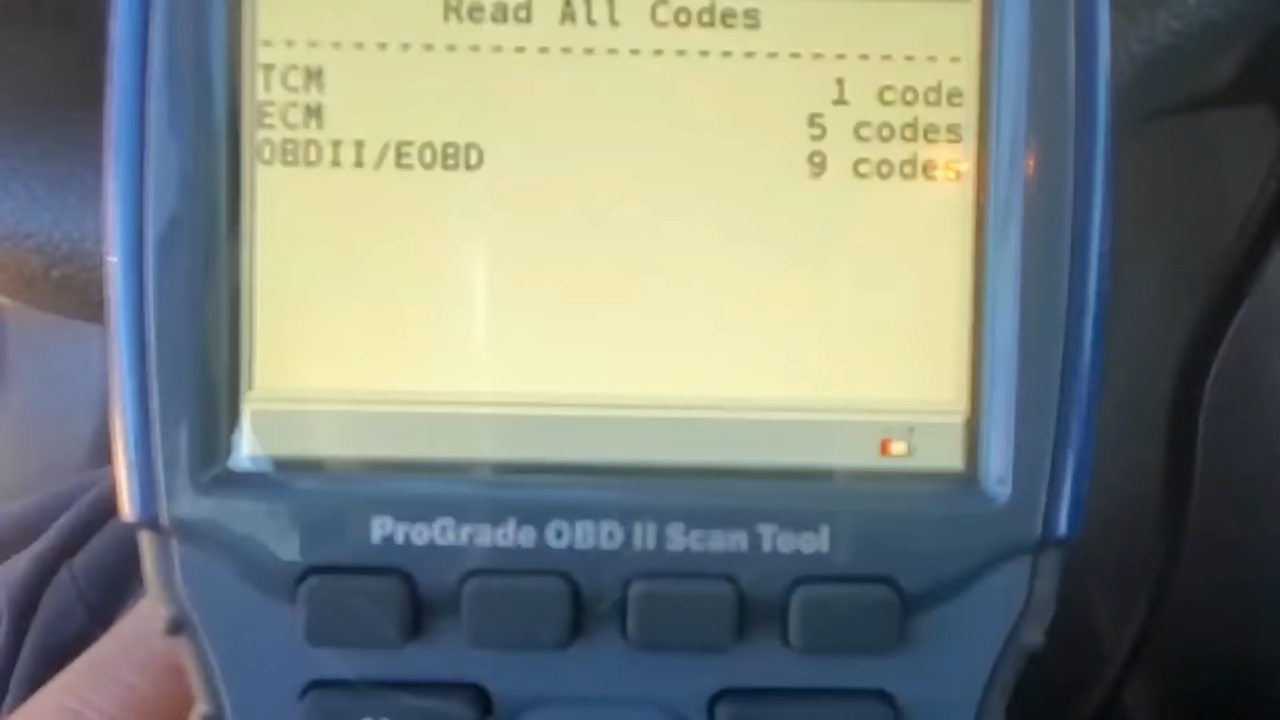 Read All Codes
TCM 1 code
ECM 5 codes
OBDII/EOBD 9 codes
ProGrade OBD II Scan Tool